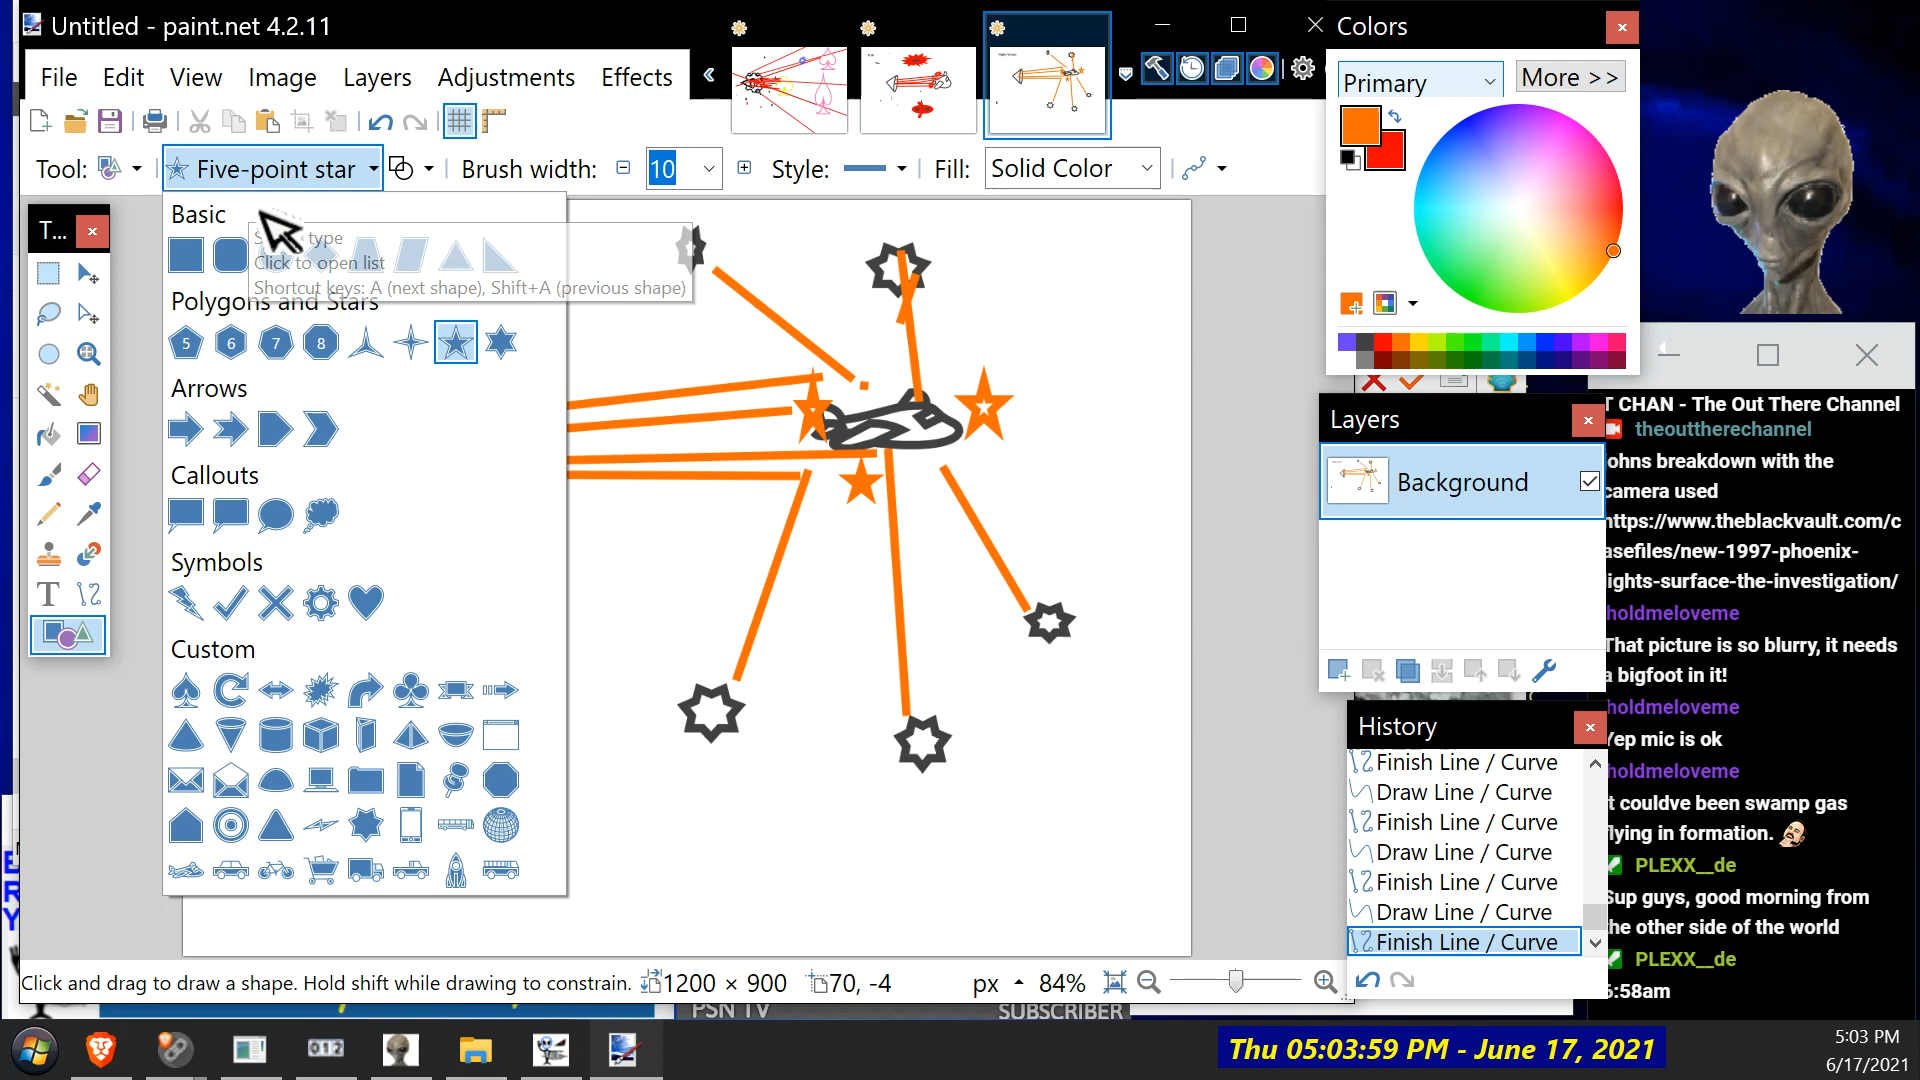 Untitled - paint.net 4.2.11
File Edit View Image Layers Adjustments Effects
Tool: Five-point star Brush width: 10 Style: Fill: Solid Color
Basic
Click to open list
Shortcut keys: A (next shape), Shift+A (previous shape)
Polygons and Stars
5 6 7 8
Arrows
Callouts
Symbols
Custom
T...
Click and drag to draw a shape. Hold shift while drawing to constrain. 1200 × 900 70, -4 px 84%
Colors
Primary More >>
Layers
Background
History
Finish Line / Curve
Draw Line / Curve
Finish Line / Curve
Draw Line / Curve
Finish Line / Curve
Draw Line / Curve
Finish Line / Curve
T CHAN - The Out There Channel
theouttherechannel
ohns breakdown with the
camera used
https://www.theblackvault.com/c
asefiles/new-1997-phoenix-
lights-surface-the-investigation/
holdmeloveme
That picture is so blurry, it needs
a bigfoot in it!
holdmeloveme
Yep mic is ok
holdmeloveme
it couldve been swamp gas
flying in formation.
PLEXX__de
Sup guys, good morning from
the other side of the world
PLEXX__de
6:58am
PSN TV SUBSCRIBER
012
Thu 05:03:59 PM - June 17, 2021
5:03 PM
6/17/2021